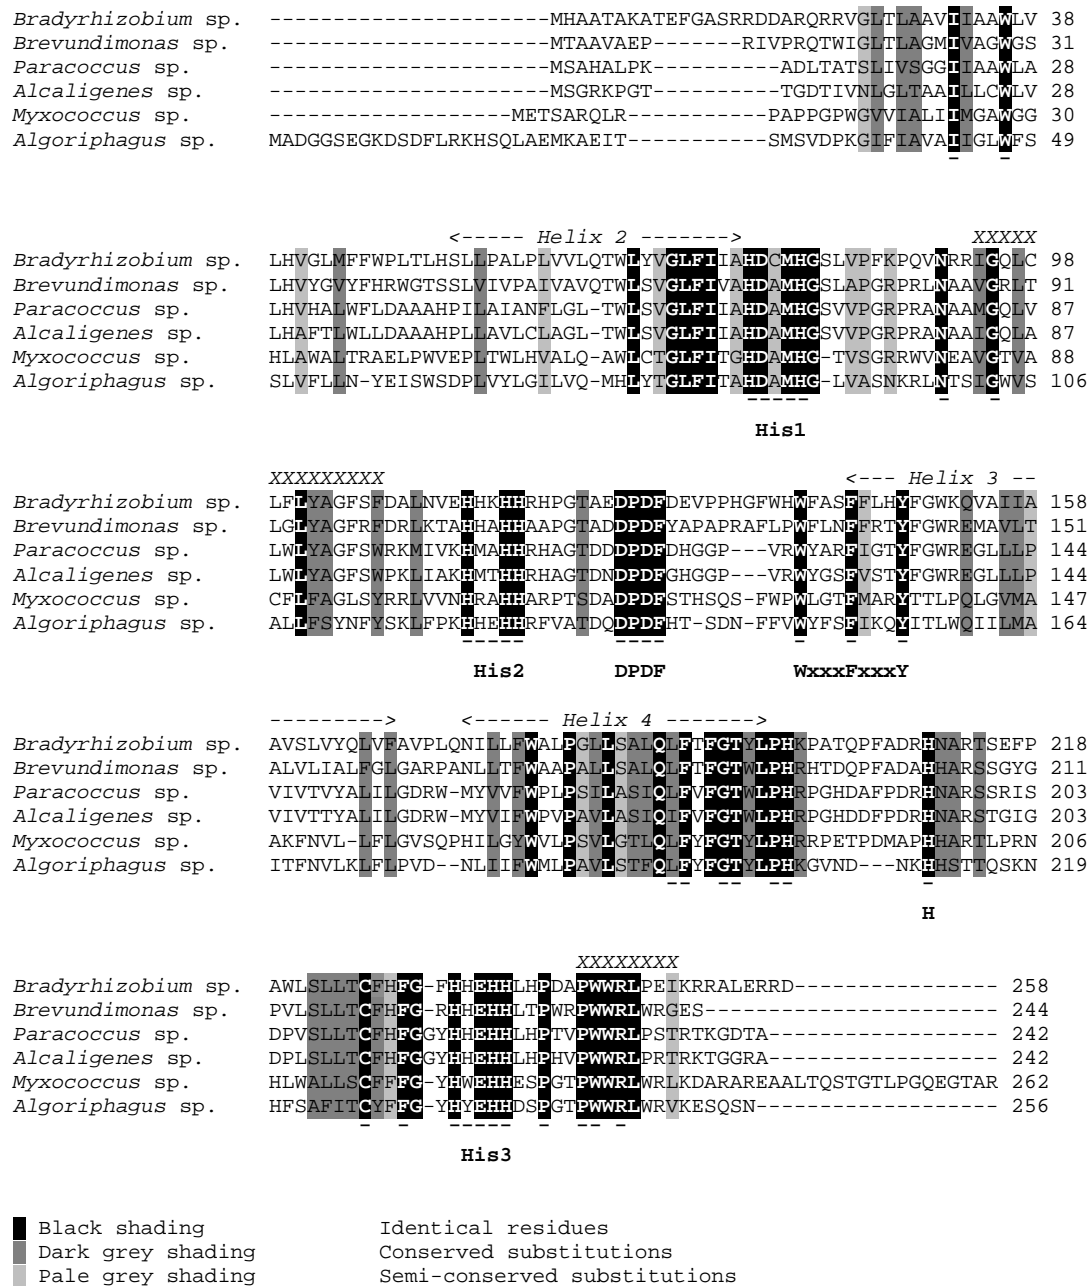 Bradyrhizobium sp. ----------------------MHAATAKATEFGASRRDDARQRRVGLTLAAVIIAAWLV 38
Brevundimonas sp. ----------------------MTAAVAEP-------RIVPRQTWIGLTLAGMIVAGWGS 31
Paracoccus sp. ----------------------MSAHALPK----------ADLTATSLIVSGGIIAAWLA 28
Alcaligenes sp. ----------------------MSGRKPGT----------TGDTIVNLGLTAAILLCWLV 28
Myxococcus sp. -------------------METSARQLR-----------PAPPGPWGVVIALIIMGAWGG 30
Algoriphagus sp. MADGGSEGKDSDFLRKHSQLAEMKAEIT-----------SMSVDPKGIFIAVAIIGLWFS 49
- -
<----- Helix 2 -------> XXXXX
Bradyrhizobium sp. LHVGLMFFWPLTLHSLLPALPLVVLQTWLYVGLFIIAHDCMHGSLVPFKPQVNRRIGQLC 98
Brevundimonas sp. LHVYGVYFHRWGTSSLVIVPAIVAVQTWLSVGLFIVAHDAMHGSLAPGRPRLNAAVGRLT 91
Paracoccus sp. LHVHALWFLDAAAHPILAIANFLGL-TWLSVGLFIIAHDAMHGSVVPGRPRANAAMGQLV 87
Alcaligenes sp. LHAFTLWLLDAAAHPLLAVLCLAGL-TWLSVGLFIIAHDAMHGSVVPGRPRANAAIGQLA 87
Myxococcus sp. HLAWALTRAELPWVEPLTWLHVALQ-AWLCTGLFITGHDAMHG-TVSGRRWVNEAVGTVA 88
Algoriphagus sp. SLVFLLN-YEISWSDPLVYLGILVQ-MHLYTGLFITAHDAMHG-LVASNKRLNTSIGWVS 106
----- - -
His1
XXXXXXXXX <--- Helix 3 --
Bradyrhizobium sp. LFLYAGFSFDALNVEHHKHHRHPGTAEDPDFDEVPPHGFWHWFASFFLHYFGWKQVAIIA 158
Brevundimonas sp. LGLYAGFRFDRLKTAHHAHHAAPGTADDPDFYAPAPRAFLPWFLNFFRTYFGWREMAVLT 151
Paracoccus sp. LWLYAGFSWRKMIVKHMAHHRHAGTDDDPDFDHGGP---VRWYARFIGTYFGWREGLLLP 144
Alcaligenes sp. LWLYAGFSWPKLIAKHMTHHRHAGTDNDPDFGHGGP---VRWYGSFVSTYFGWREGLLLP 144
Myxococcus sp. CFLFAGLSYRRLVVNHRAHHARPTSDADPDFSTHSQS-FWPWLGTFMARYTTLPQLGVMA 147
Algoriphagus sp. ALLFSYNFYSKLFPKHHEHHRFVATDQDPDFHT-SDN-FFVWYFSFIKQYITLWQIILMA 164
----- ---- - - -
His2 DPDF WxxxFxxxY
---------> <------ Helix 4 ------->
Bradyrhizobium sp. AVSLVYQLVFAVPLQNILLFWALPGLLSALQLFTFGTYLPHKPATQPFADRHNARTSEFP 218
Brevundimonas sp. ALVLIALFGLGARPANLLTFWAAPALLSALQLFTFGTWLPHRHTDQPFADAHHARSSGYG 211
Paracoccus sp. VIVTVYALILGDRW-MYVVFWPLPSILASIQLFVFGTWLPHRPGHDAFPDRHNARSSRIS 203
Alcaligenes sp. VIVTTYALILGDRW-MYVIFWPVPAVLASIQIFVFGTWLPHRPGHDDFPDRHNARSTGIG 203
Myxococcus sp. AKFNVL-LFLGVSQPHILGYWVLPSVLGTLQLFYFGTYLPHRRPETPDMAPHHARTLPRN 206
Algoriphagus sp. ITFNVLKLFLPVD--NLIIFWMLPAVLSTFQLFYFGTYLPHKGVND---NKHHSTTQSKN 219
-- -- -- -
H
XXXXXXXX
Bradyrhizobium sp. AWLSLLTCFHFG-FHHEHHLHPDAPWWRLPEIKRRALERRD---------------- 258
Brevundimonas sp. PVLSLLTCFHFG-RHHEHHLTPWRPWWRLWRGES----------------------- 244
Paracoccus sp. DPVSLLTCFHFGGYHHEHHLHPTVPWWRLPSTRTKGDTA------------------ 242
Alcaligenes sp. DPLSLLTCFHFGGYHHEHHLHPHVPWWRLPRTRKTGGRA------------------ 242
Myxococcus sp. HLWALLSCFFFG-YHWEHHESPGTPWWRLWRLKDARAREAALTQSTGTLPGQEGTAR 262
Algoriphagus sp. HFSAFITCYFFG-YHYEHHDSPGTPWWRLWRVKESQSN------------------- 256
- - ----- - -- -
His3
Black shading Identical residues
Dark grey shading Conserved substitutions
Pale grey shading Semi-conserved substitutions